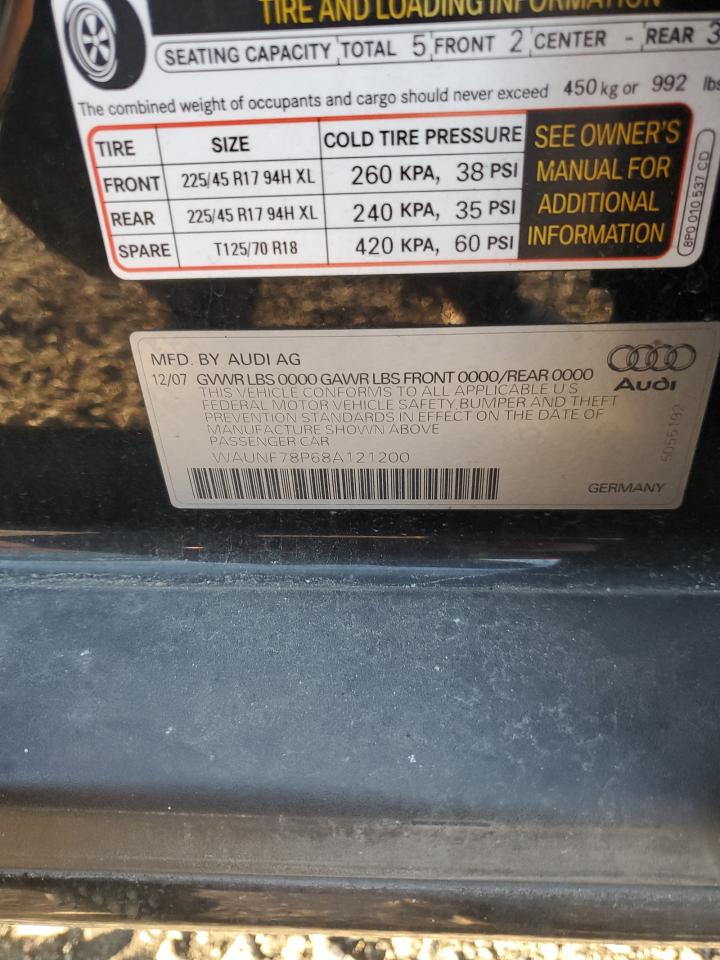 TIRE AND LOADING INFORMATION
SEATING CAPACITY TOTAL 5 FRONT 2 CENTER - REAR 3
The combined weight of occupants and cargo should never exceed 450 kg or 992 lbs
TIRE SIZE COLD TIRE PRESSURE
FRONT 225/45 R17 94H XL 260 KPA, 38 PSI
REAR 225/45 R17 94H XL 240 KPA, 35 PSI
SPARE T125/70 R18 420 KPA, 60 PSI
SEE OWNER'S
MANUAL FOR
ADDITIONAL
INFORMATION
8P0 010 537 CD
MFD. BY AUDI AG
12/07 GVWR LBS 0000 GAWR LBS FRONT 0000/REAR 0000
THIS VEHICLE CONFORMS TO ALL APPLICABLE U S
FEDERAL MOTOR VEHICLE SAFETY,BUMPER AND THEFT
PREVENTION STANDARDS IN EFFECT ON THE DATE OF
MANUFACTURE SHOWN ABOVE
PASSENGER CAR
WAUNF78P68A121200
Audi
GERMANY